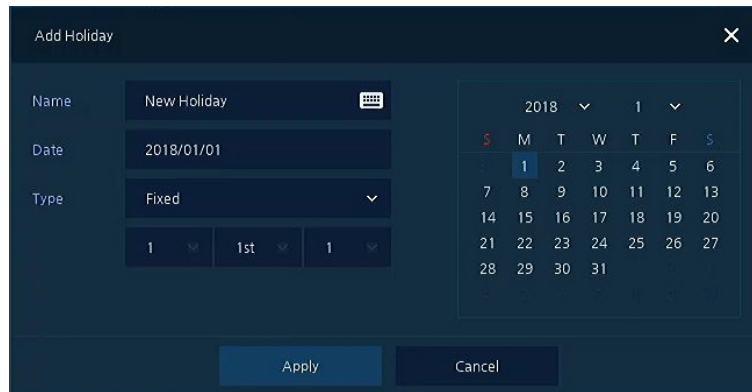 Add Holiday
Name New Holiday
Date 2018/01/01
Type Fixed
1 1st 1
2018 1
S M T W T F S
1 2 3 4 5 6
7 8 9 10 11 12 13
14 15 16 17 18 19 20
21 22 23 24 25 26 27
28 29 30 31
Apply Cancel